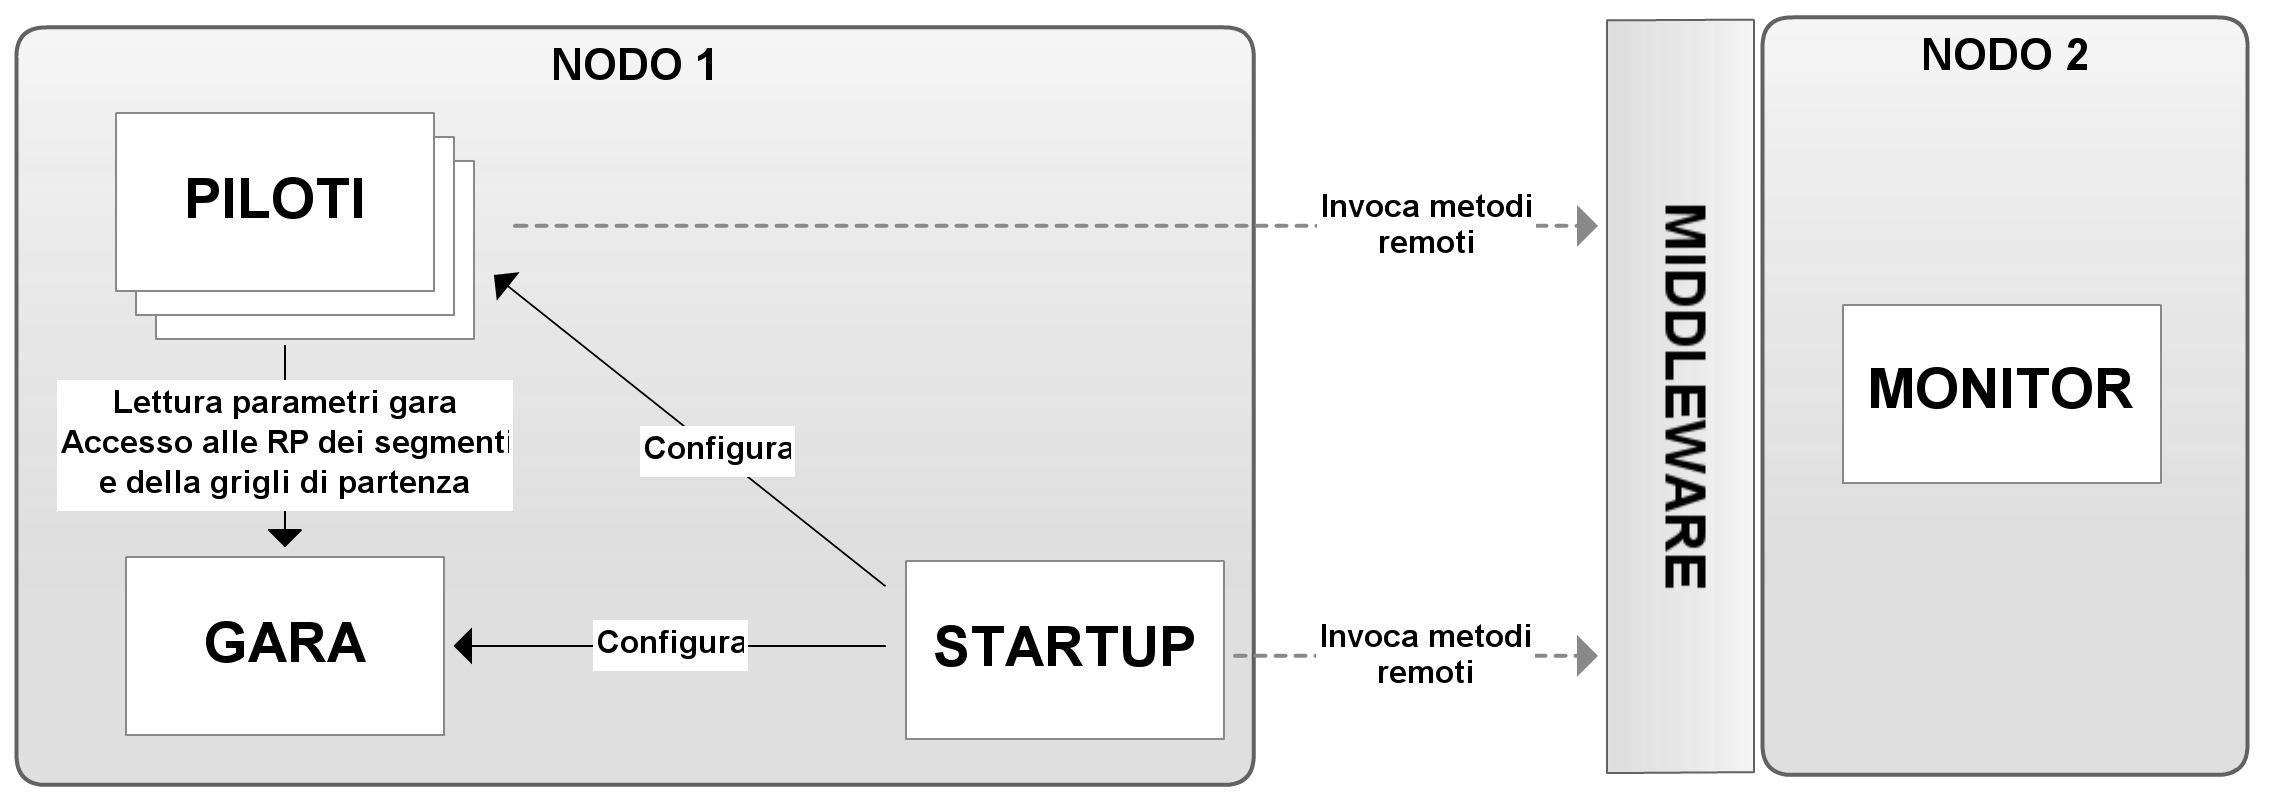 NODO 1
NODO 2
PILOTI
Invoca metodi
remoti
MIDDLEWARE
MONITOR
Lettura parametri gara
Accesso alle RP dei segmenti
e della grigli di partenza
Configura
GARA
Configura
STARTUP
Invoca metodi
remoti